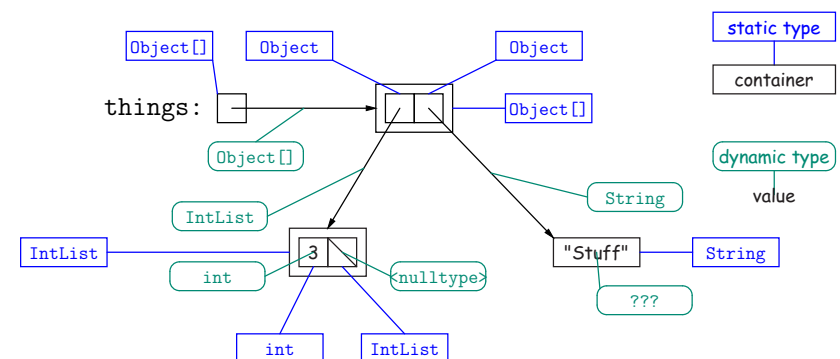 static type
Object[] Object Object
container
things: Object[]
Object[] dynamic type
value
String
IntList
IntList 3 "Stuff" String
int <nulltype>
???
int IntList